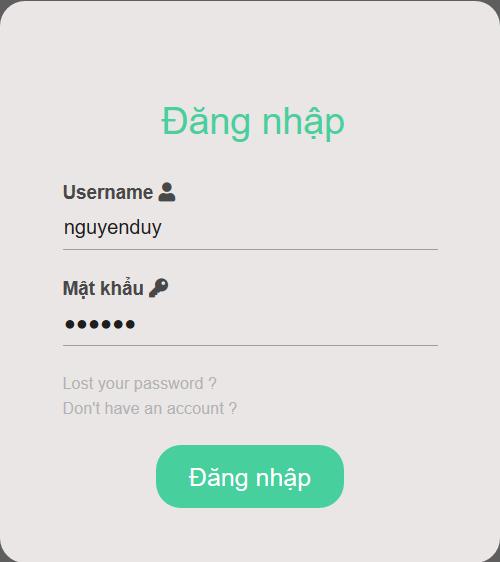 Đăng nhập
Username
nguyenduy
Mật khẩu
●●●●●●
Lost your password ?
Don't have an account ?
Đăng nhập